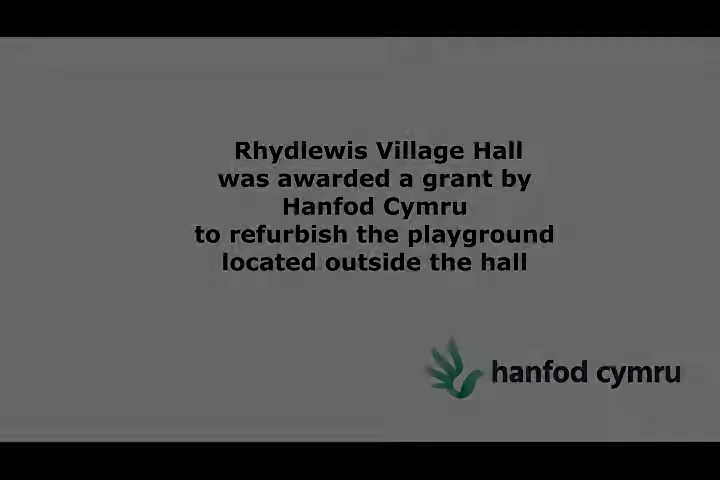 Rhydlewis Village Hall
was awarded a grant by
Hanfod Cymru
to refurbish the playground
located outside the hall
hanfod cymru